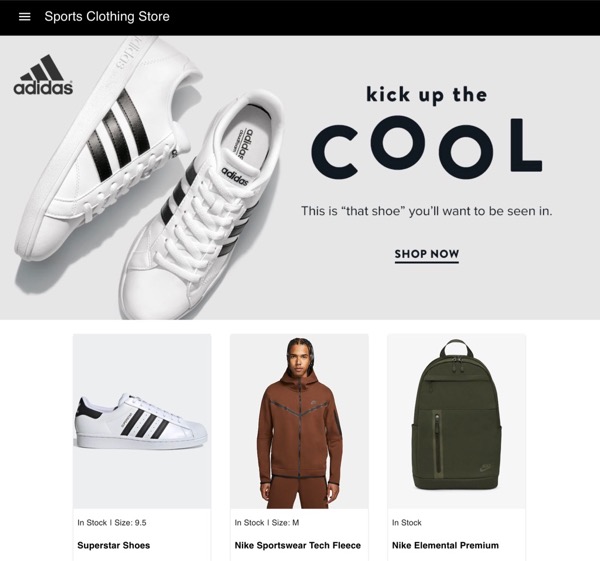 Sports Clothing Store
adidas
kick up the
COOL
This is “that shoe” you’ll want to be seen in.
SHOP NOW
adidas
adidas
In Stock | Size: 9.5
Superstar Shoes
In Stock | Size: M
Nike Sportswear Tech Fleece
In Stock
Nike Elemental Premium